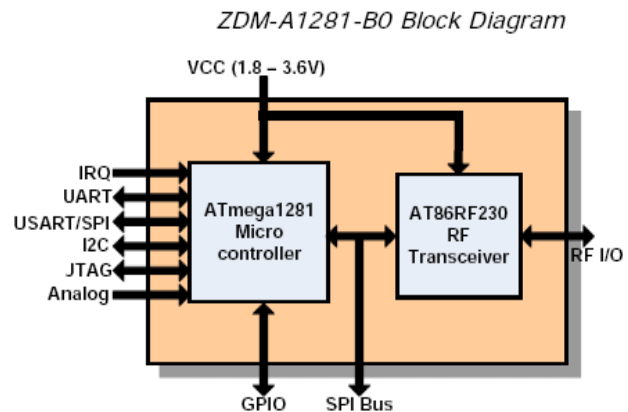 ZDM-A1281-B0 Block Diagram
VCC (1.8 – 3.6V)
IRQ
UART
USART/SPI
I2C
JTAG
Analog
ATmega1281
Micro
controller
AT86RF230
RF
Transceiver
RF I/O
GPIO
SPI Bus